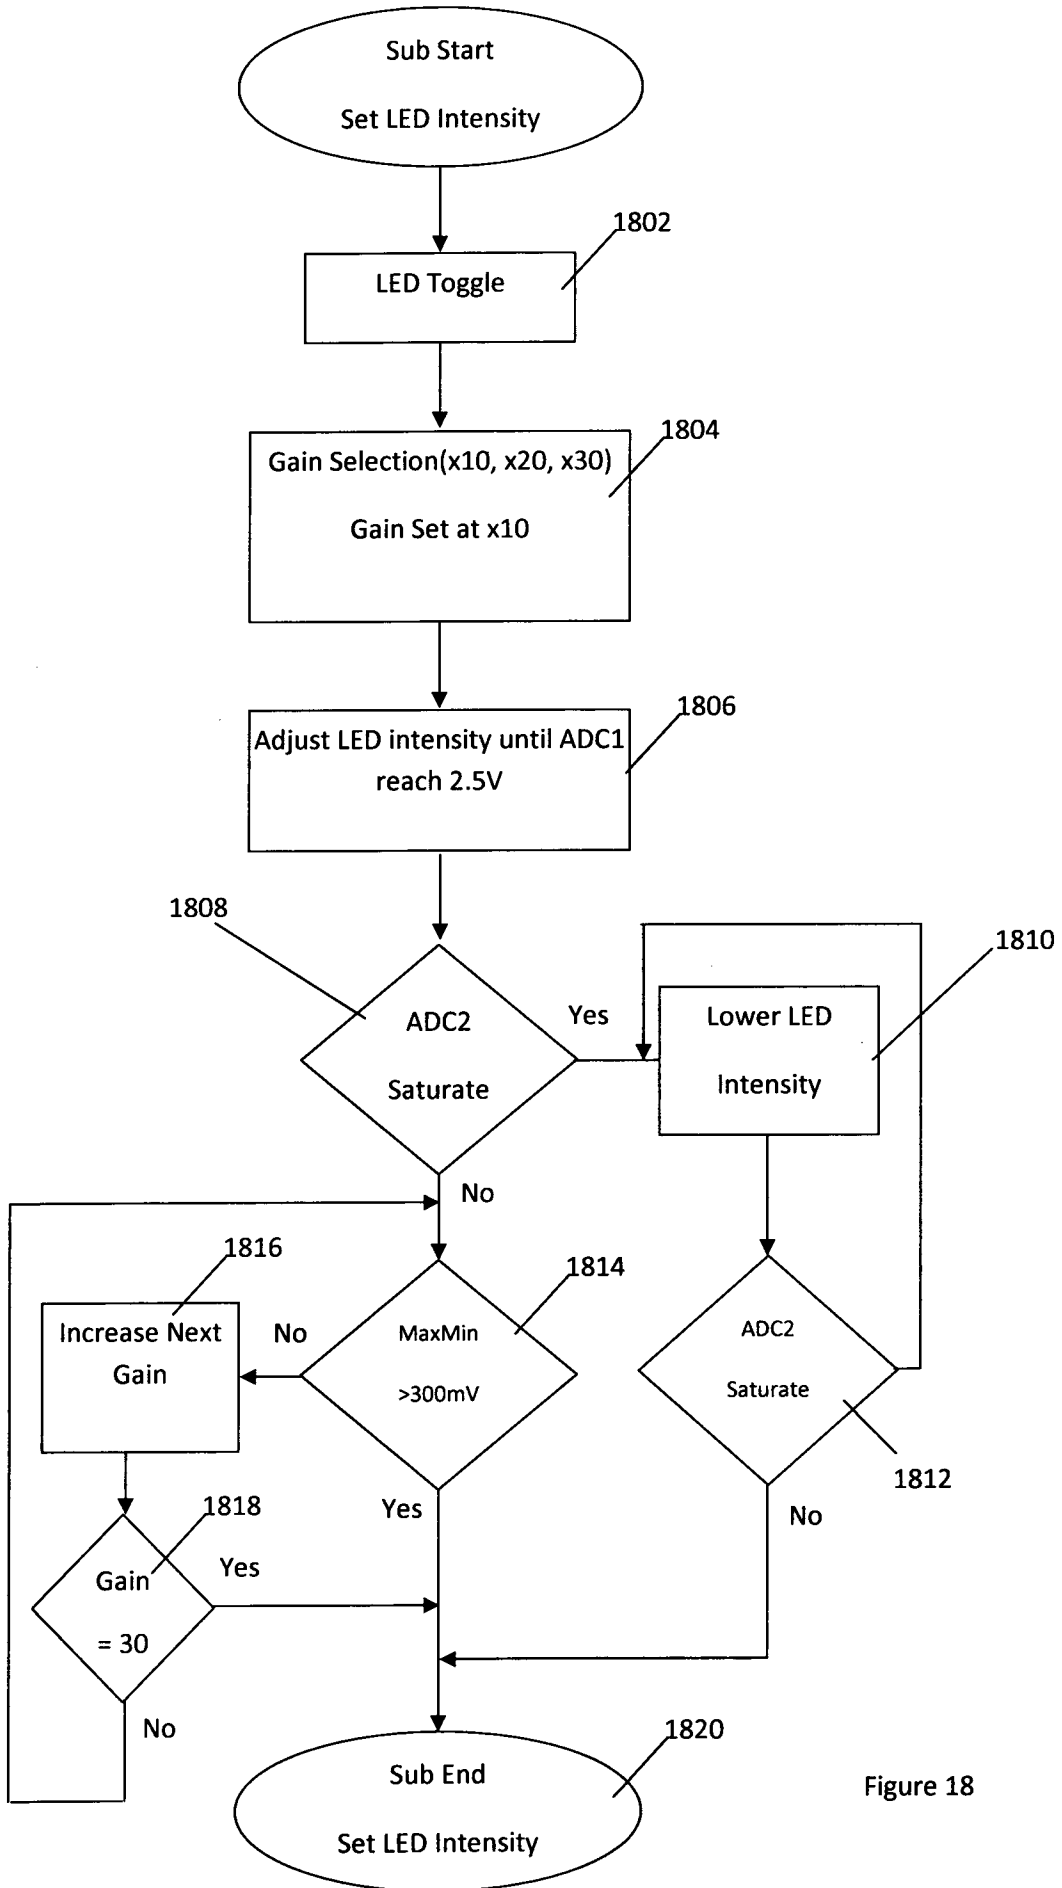 Sub Start
Set LED Intensity
1802
LED Toggle
1804
Gain Selection(x10, x20, x30)
Gain Set at x10
1806
Adjust LED intensity until ADC1
reach 2.5V
1808
ADC2
Saturate
Yes
1810
Lower LED
Intensity
No
1816
Increase Next
Gain
No
1814
MaxMin
>300mV
ADC2
Saturate
1812
Yes
No
1818
Gain
= 30
Yes
No
1820
Sub End
Set LED Intensity
Figure 18